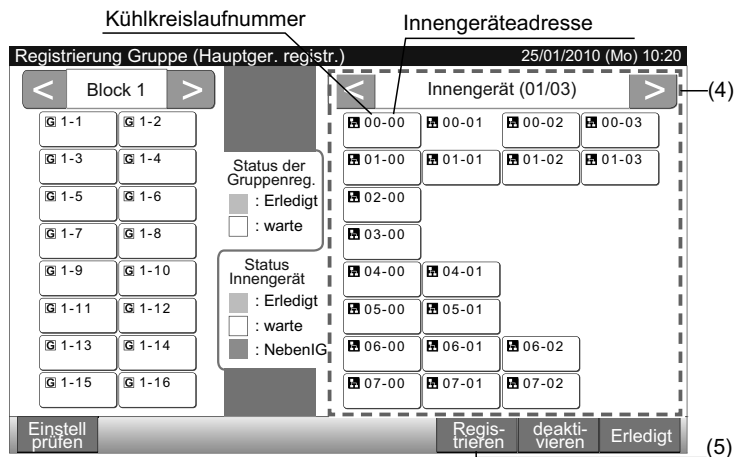 Kühlkreislaufnummer Innengeräteadresse
Registrierung Gruppe (Hauptger. registr.) 25/01/2010 (Mo) 10:20
< Block 1 > < Innengerät (01/03) > (4)
G 1-1 G 1-2 00-00 00-01 00-02 00-03
G 1-3 G 1-4 01-00 01-01 01-02 01-03
Status der
Gruppenreg.
: Erledigt
: warte
G 1-5 G 1-6 02-00
G 1-7 G 1-8 03-00
Status
Innengerät
: Erledigt
: warte
: NebenIG
G 1-9 G 1-10 04-00 04-01
G 1-11 G 1-12 05-00 05-01
G 1-13 G 1-14 06-00 06-01 06-02
G 1-15 G 1-16 07-00 07-01 07-02
Einstell
prüfen
Regis-
trieren
deakti-
vieren
Erledigt
(5)